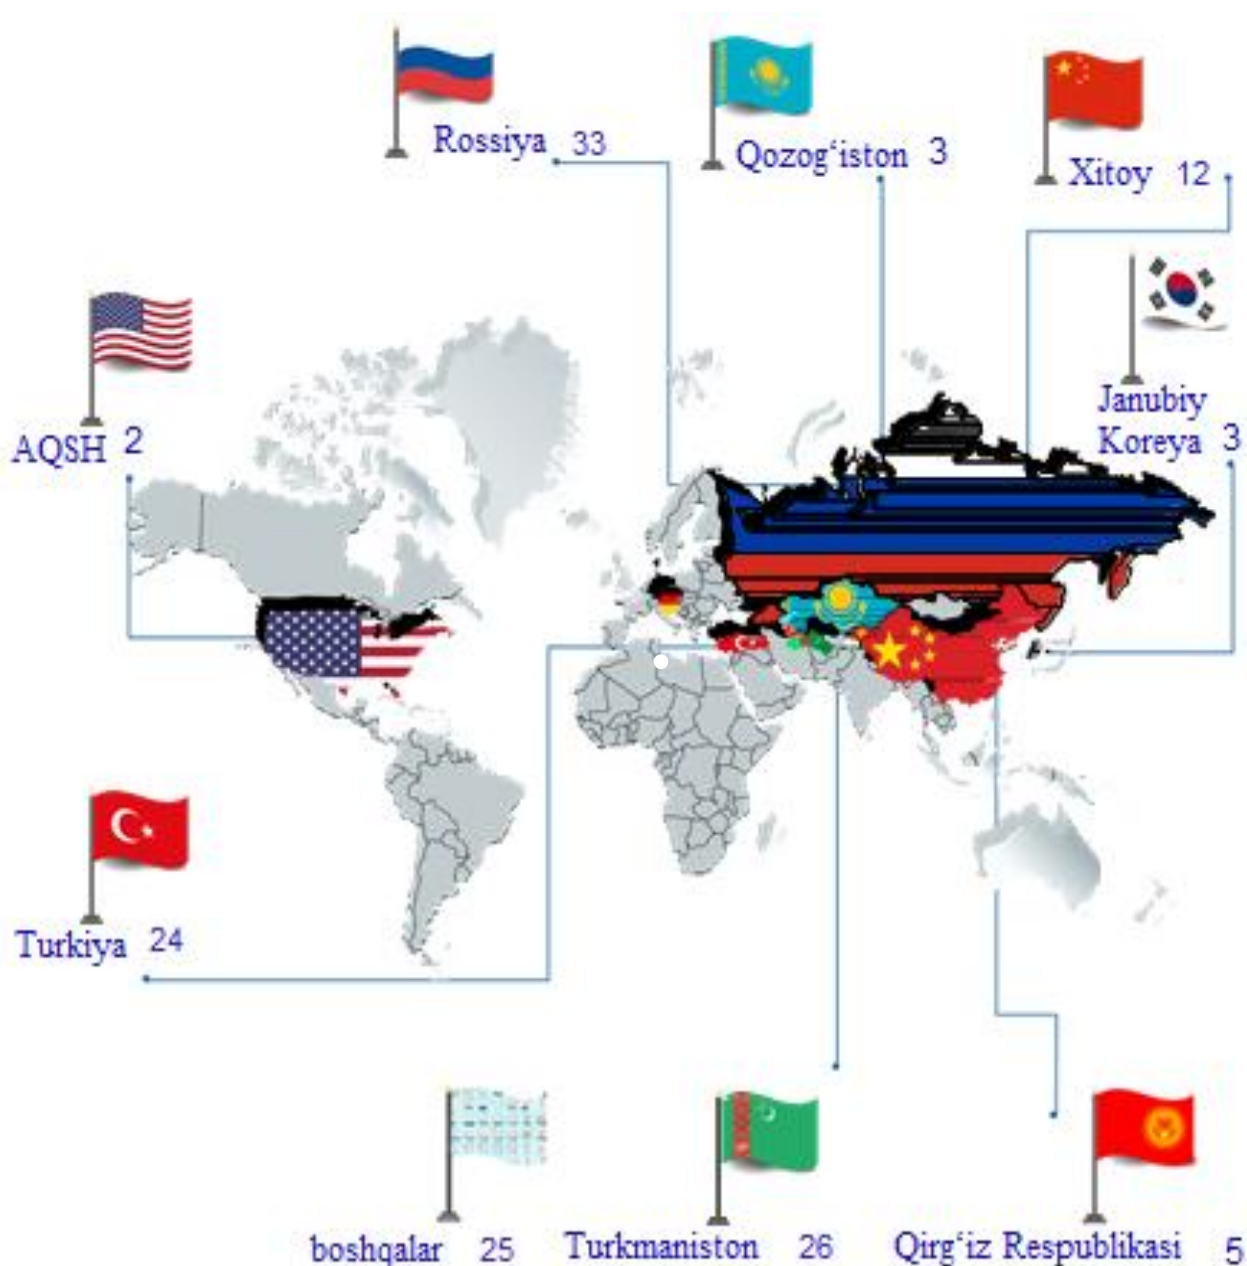 Rossiya 33
Qozog‘iston 3
Xitoy 12
AQSH 2
Janubiy
Koreya 3
Turkiya 24
boshqalar 25
Turkmaniston 26
Qirg‘iz Respublikasi 5